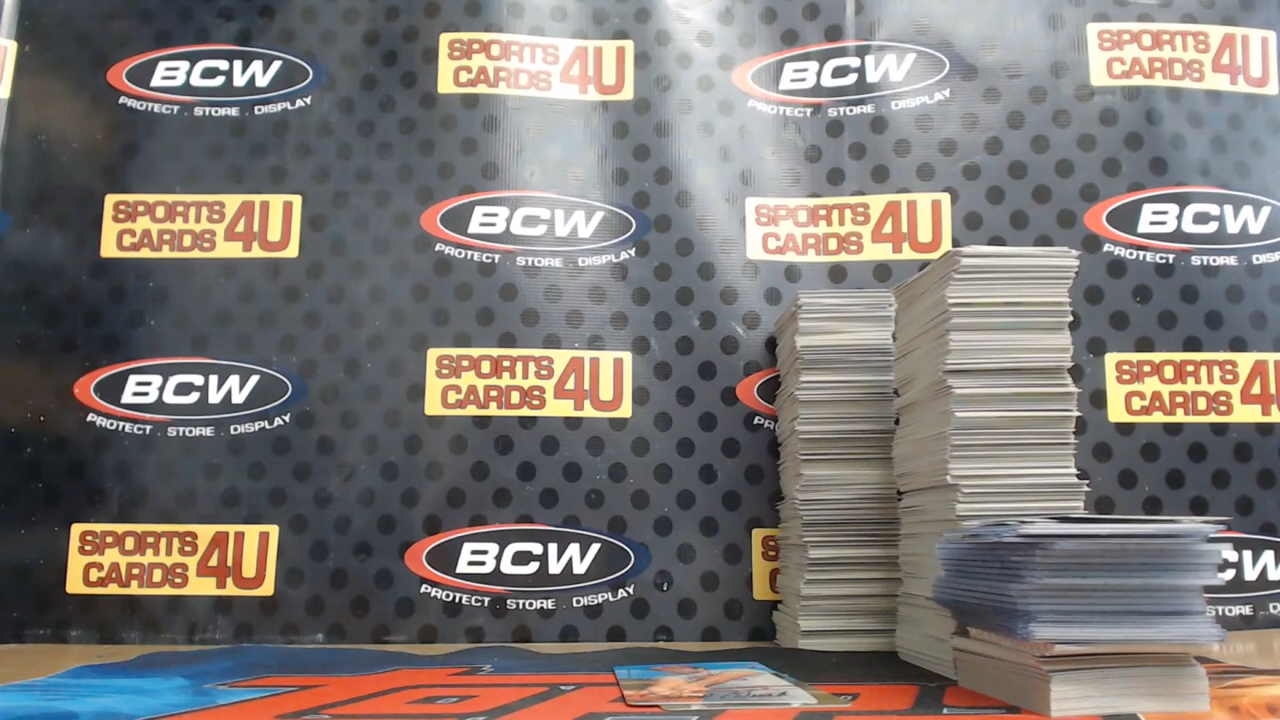 BCW
PROTECT . STORE . DISPLAY
SPORTS
CARDS 4U
BCW
PROTECT . STORE . DISPLAY
SPORTS
CARDS 4U
SPORTS
CARDS 4U
BCW
PROTECT . STORE . DISPLAY
SPORTS
CARDS 4U
BCW
PROTECT . STORE .
BCW
PROTECT . STORE . DISPLAY
SPORTS
CARDS 4U
SPORTS
CARDS 4U
SPORTS
CARDS 4U
BCW
PROTECT . STORE . DISPLAY
CW
STORE